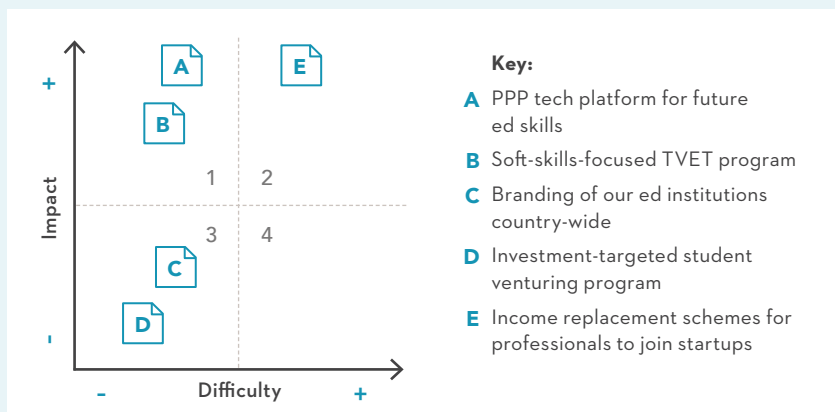 +
Impact
-
A
E
B
1 2
3 4
C
D
-
Difficulty
+
Key:
A PPP tech platform for future
ed skills
B Soft-skills-focused TVET program
C Branding of our ed institutions
country-wide
D Investment-targeted student
venturing program
E Income replacement schemes for
professionals to join startups